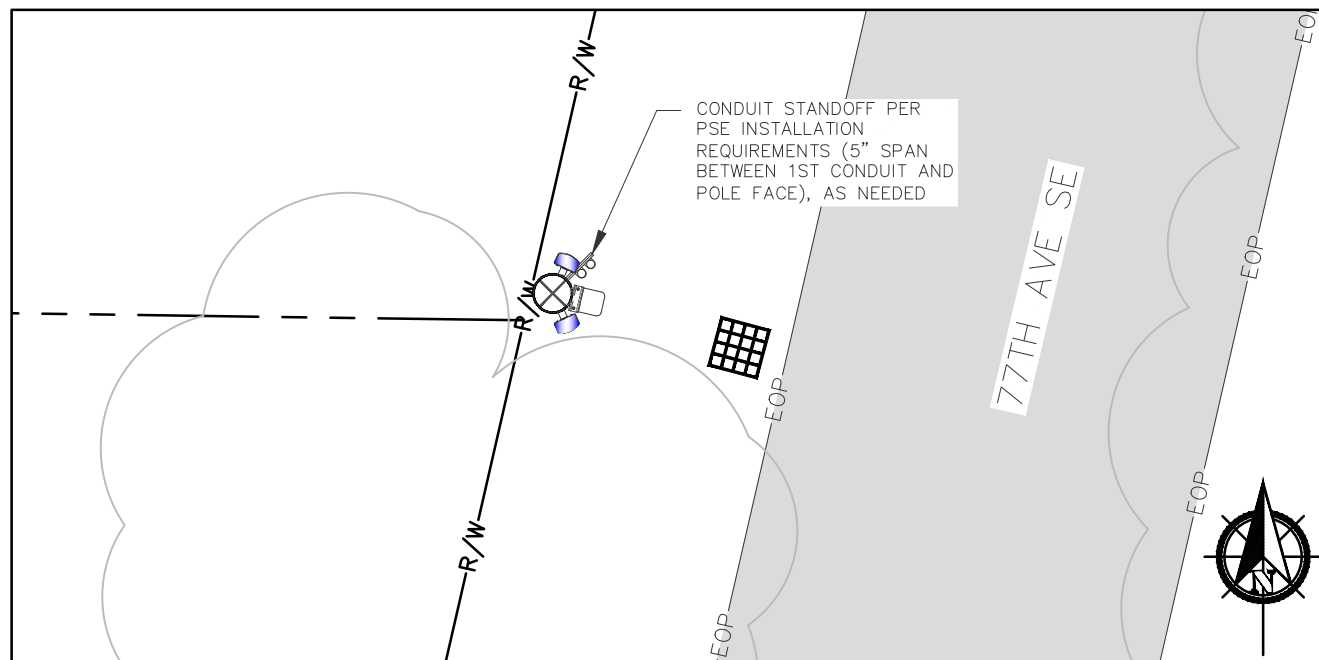 R/W
EOP
CONDUIT STANDOFF PER
PSE INSTALLATION
REQUIREMENTS (5" SPAN
BETWEEN 1ST CONDUIT AND
POLE FACE), AS NEEDED
77TH AVE SE
EOP
R/W
EOP
EOP
R/W
N
EOP